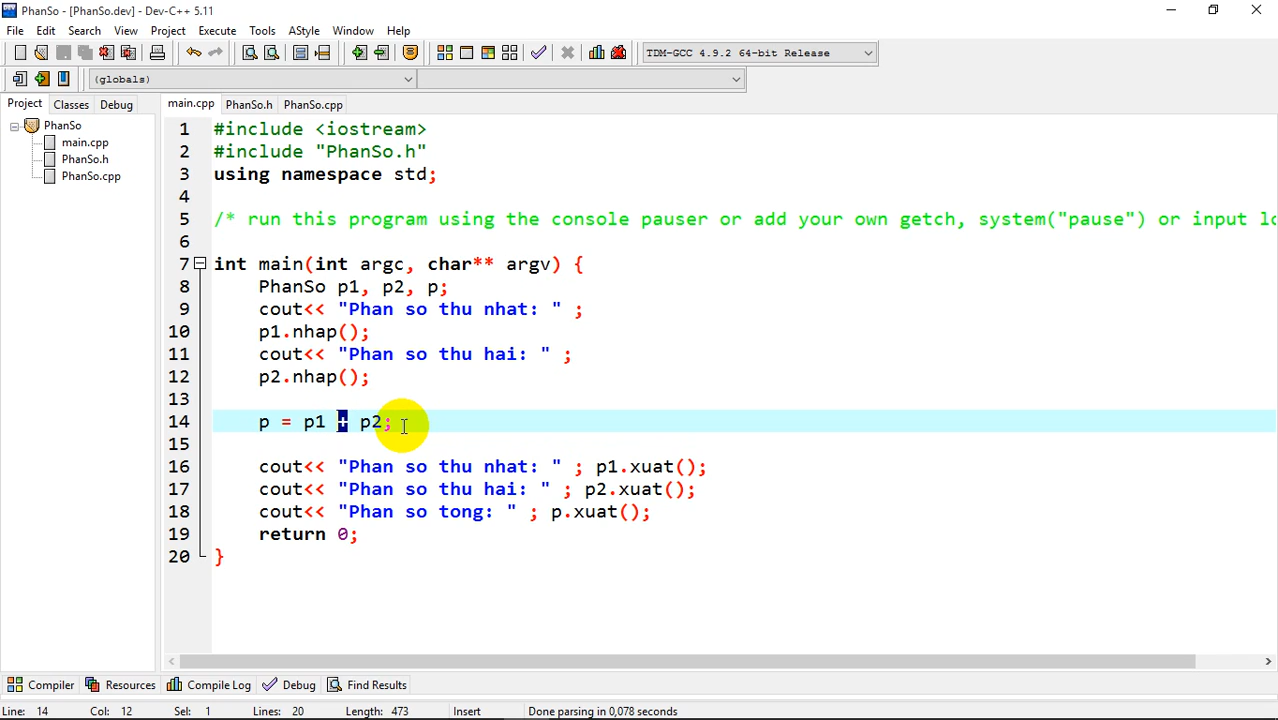 PhanSo - [PhanSo.dev] - Dev-C++ 5.11
File Edit Search View Project Execute Tools AStyle Window Help
TDM-GCC 4.9.2 64-bit Release
(globals)
Project Classes Debug
main.cpp PhanSo.h PhanSo.cpp
PhanSo
main.cpp
PhanSo.h
PhanSo.cpp
1 #include <iostream>
2 #include "PhanSo.h"
3 using namespace std;
4
5 /* run this program using the console pauser or add your own getch, system("pause") or input lo
6
7 int main(int argc, char** argv) {
8 PhanSo p1, p2, p;
9 cout<< "Phan so thu nhat: " ;
10 p1.nhap();
11 cout<< "Phan so thu hai: " ;
12 p2.nhap();
13
14 p = p1 + p2;
15
16 cout<< "Phan so thu nhat: " ; p1.xuat();
17 cout<< "Phan so thu hai: " ; p2.xuat();
18 cout<< "Phan so tong: " ; p.xuat();
19 return 0;
20 }
Compiler Resources Compile Log Debug Find Results
Line: 14 Col: 12 Sel: 1 Lines: 20 Length: 473 Insert Done parsing in 0,078 seconds